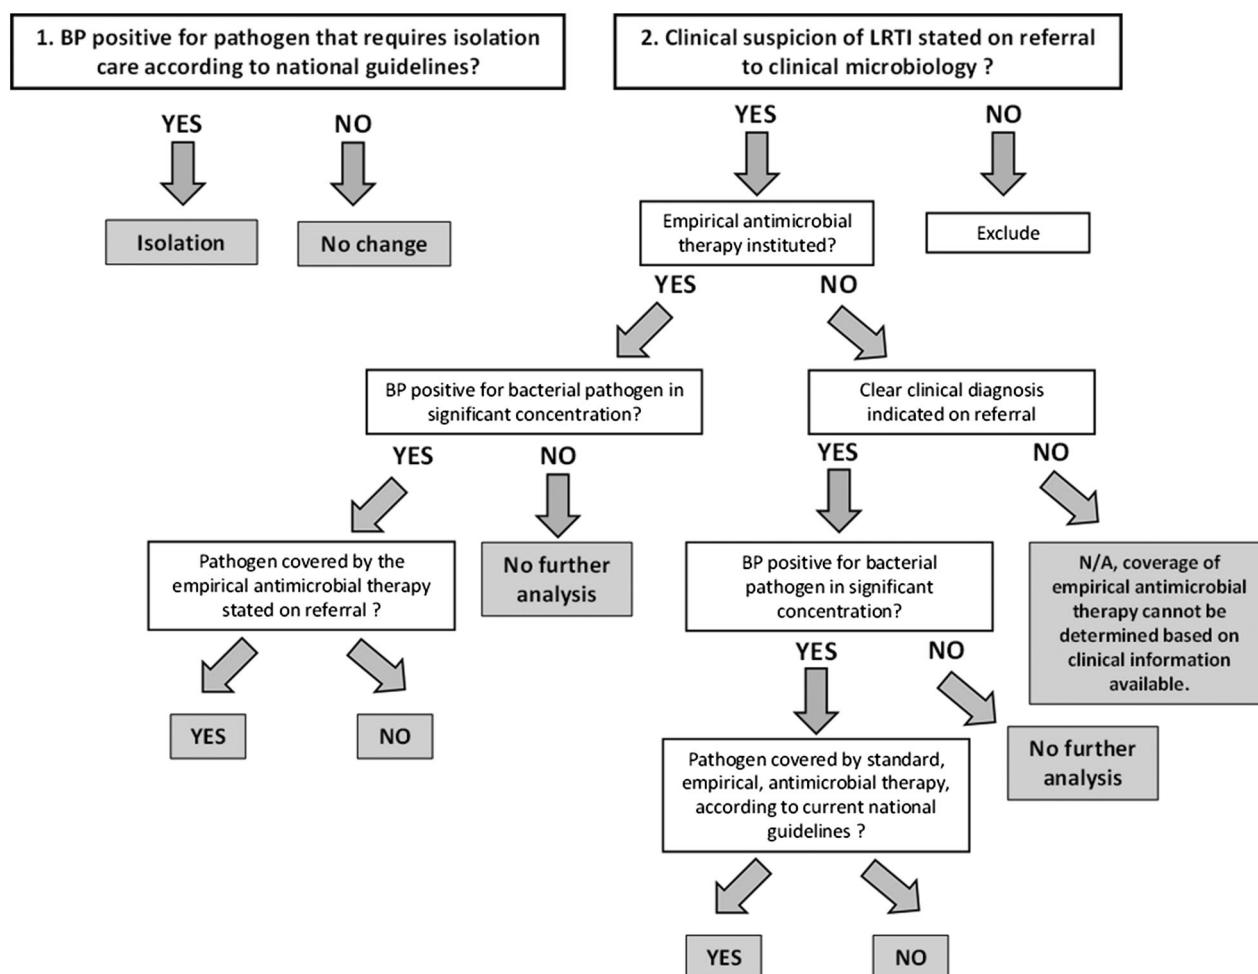 1. BP positive for pathogen that requires isolation
care according to national guidelines?
YES
NO
Isolation
No change
2. Clinical suspicion of LRTI stated on referral
to clinical microbiology ?
YES
NO
Empirical antimicrobial
therapy instituted?
Exclude
YES
NO
BP positive for bacterial pathogen in
significant concentration?
Clear clinical diagnosis
indicated on referral
YES
NO
YES
NO
Pathogen covered by the
empirical antimicrobial therapy
stated on referral ?
No further
analysis
BP positive for bacterial
pathogen in significant
concentration?
N/A, coverage of
empirical antimicrobial
therapy cannot be
determined based on
clinical information
available.
YES
NO
YES
NO
Pathogen covered by standard,
empirical, antimicrobial therapy,
according to current national
guidelines ?
No further
analysis
YES
NO